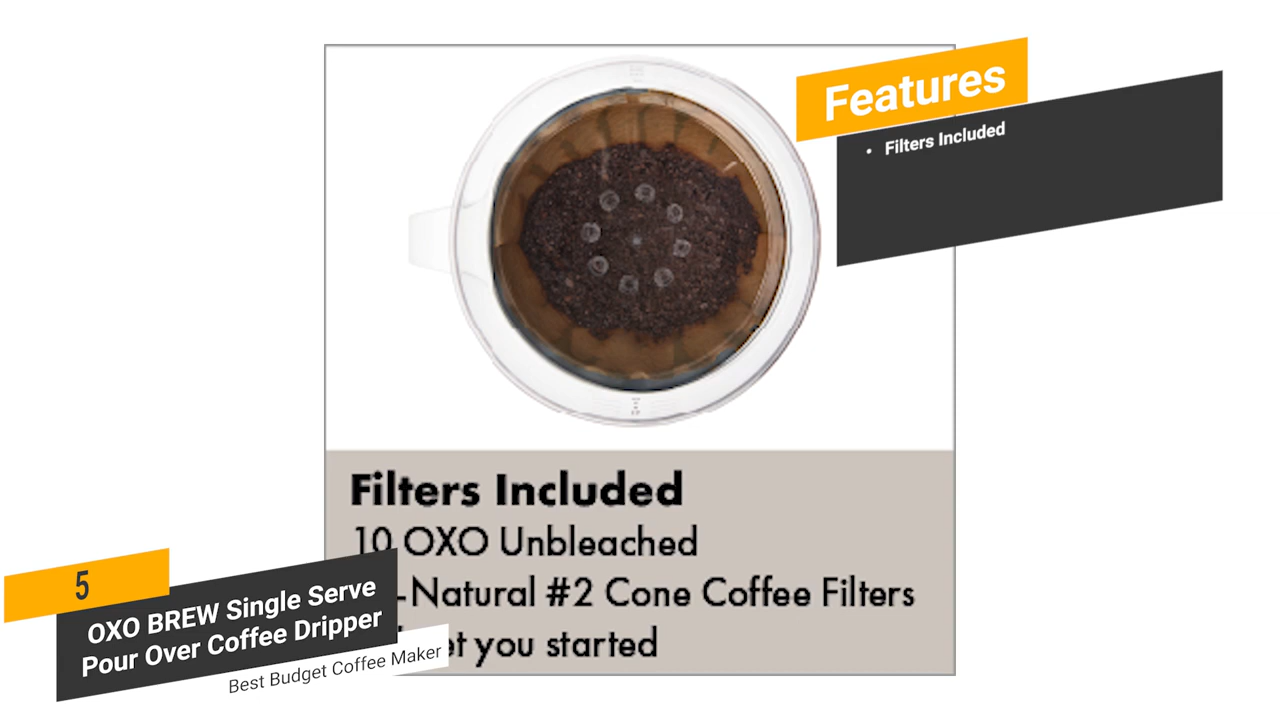 Features
• Filters Included
Filters Included
10 OXO Unbleached
-Natural #2 Cone Coffee Filters
et you started
5
OXO BREW Single Serve
Pour Over Coffee Dripper
Best Budget Coffee Maker